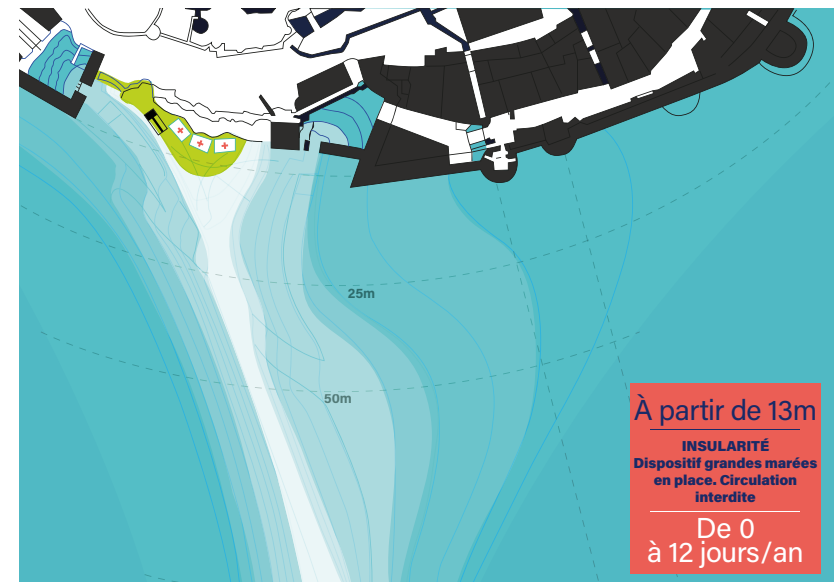 25m
50m
À partir de 13m
INSULARITÉ
Dispositif grandes marées
en place. Circulation
interdite
De 0
à 12 jours/an